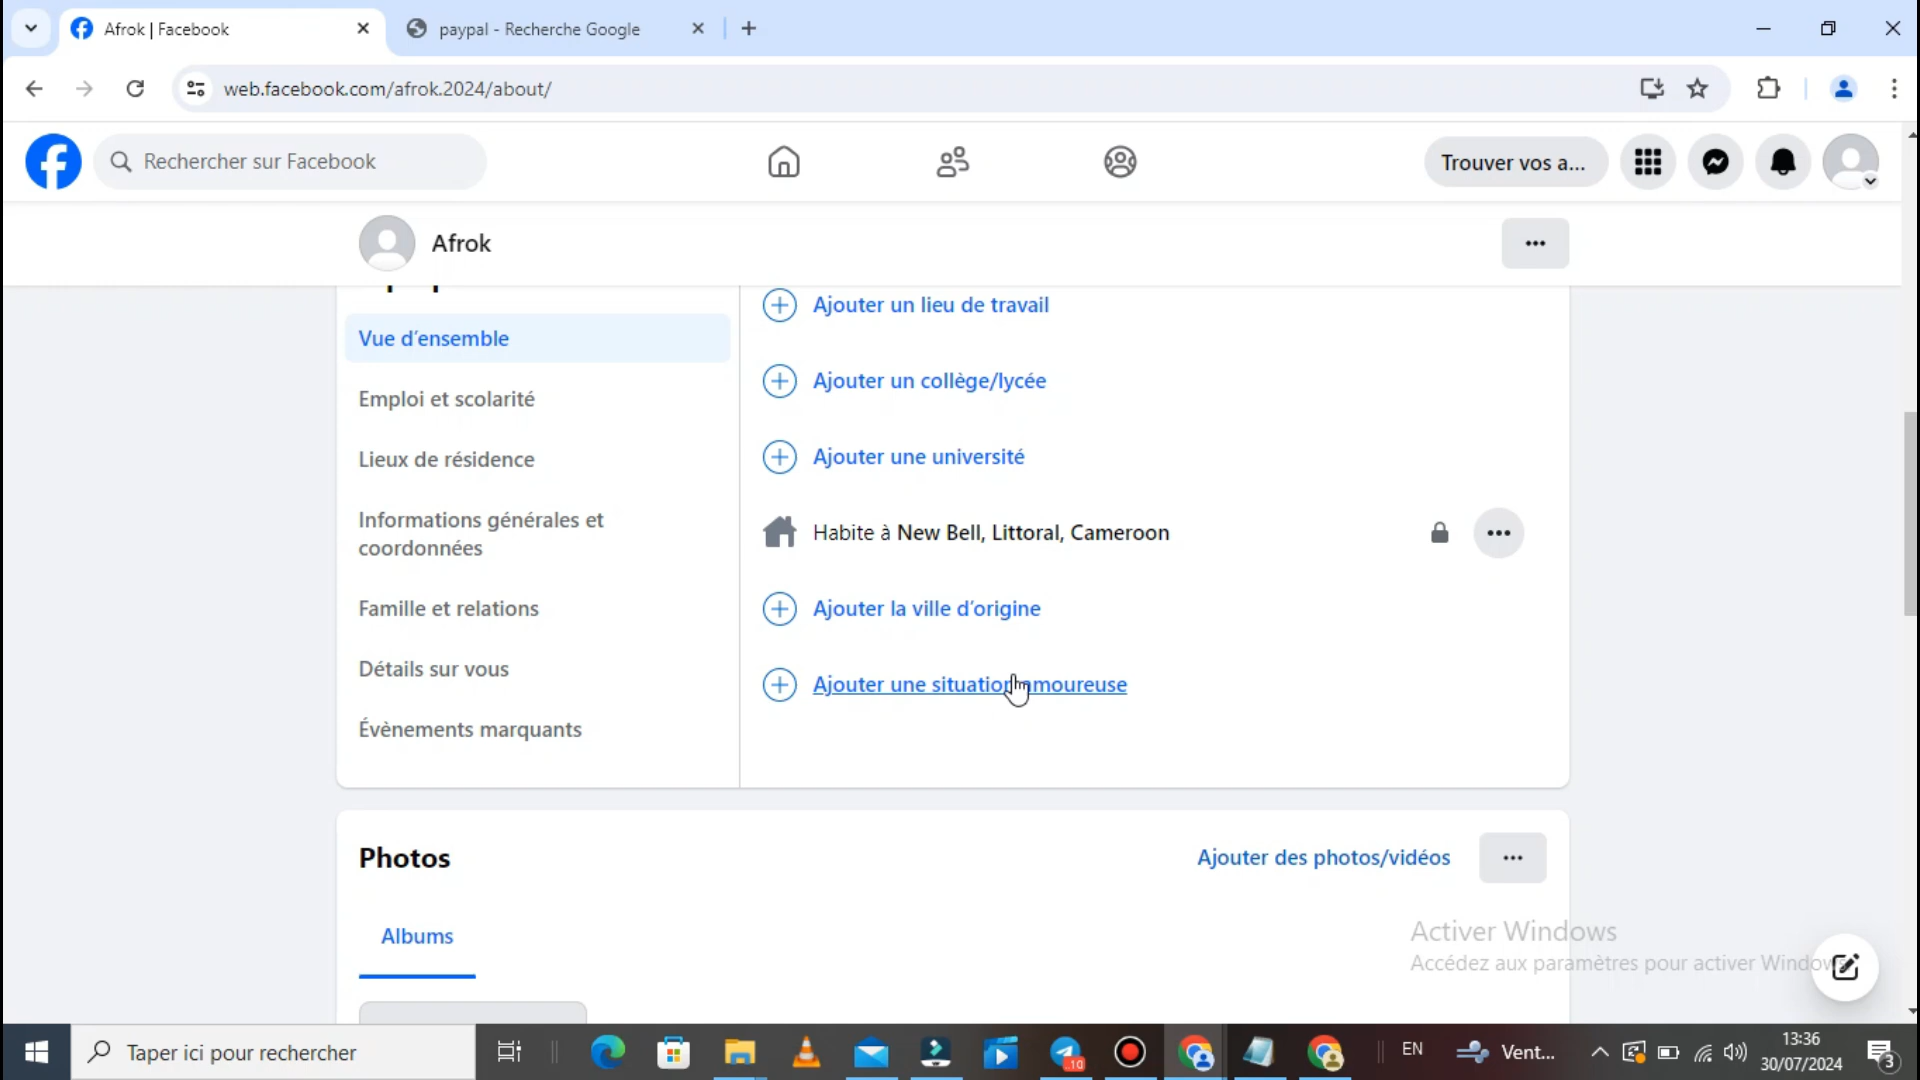 Afrok | Facebook
paypal - Recherche Google
web.facebook.com/afrok.2024/about/
Rechercher sur Facebook
Trouver vos a...
Afrok
Vue d'ensemble
Emploi et scolarité
Lieux de résidence
Informations générales et
coordonnées
Famille et relations
Détails sur vous
Évènements marquants
Ajouter un lieu de travail
Ajouter un collège/lycée
Ajouter une université
Habite à New Bell, Littoral, Cameroon
Ajouter la ville d'origine
Ajouter une situation amoureuse
Photos
Ajouter des photos/vidéos
Albums
Activer Windows
Accédez aux paramètres pour activer Windows
Taper ici pour rechercher
10
EN
Vent...
13:36
30/07/2024
3